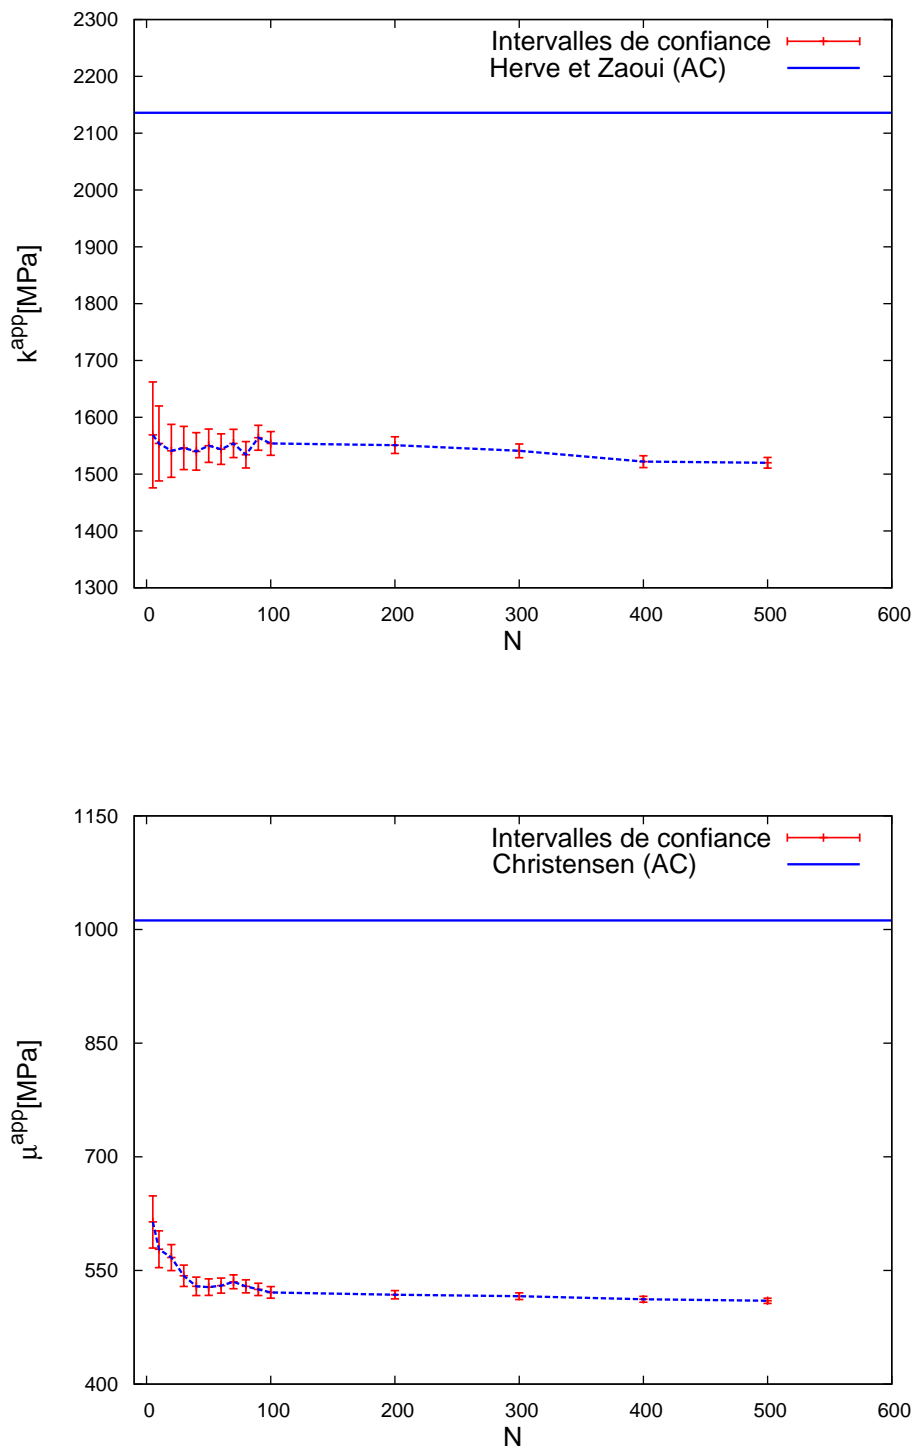 2300
2200
2100
2000
1900
1800
1700
1600
1500
1400
1300
k^app[MPa]
Intervalles de confiance
Herve et Zaoui (AC)
0 100 200 300 400 500 600
N
1150
1000
850
700
550
400
μ^app[MPa]
Intervalles de confiance
Christensen (AC)
0 100 200 300 400 500 600
N